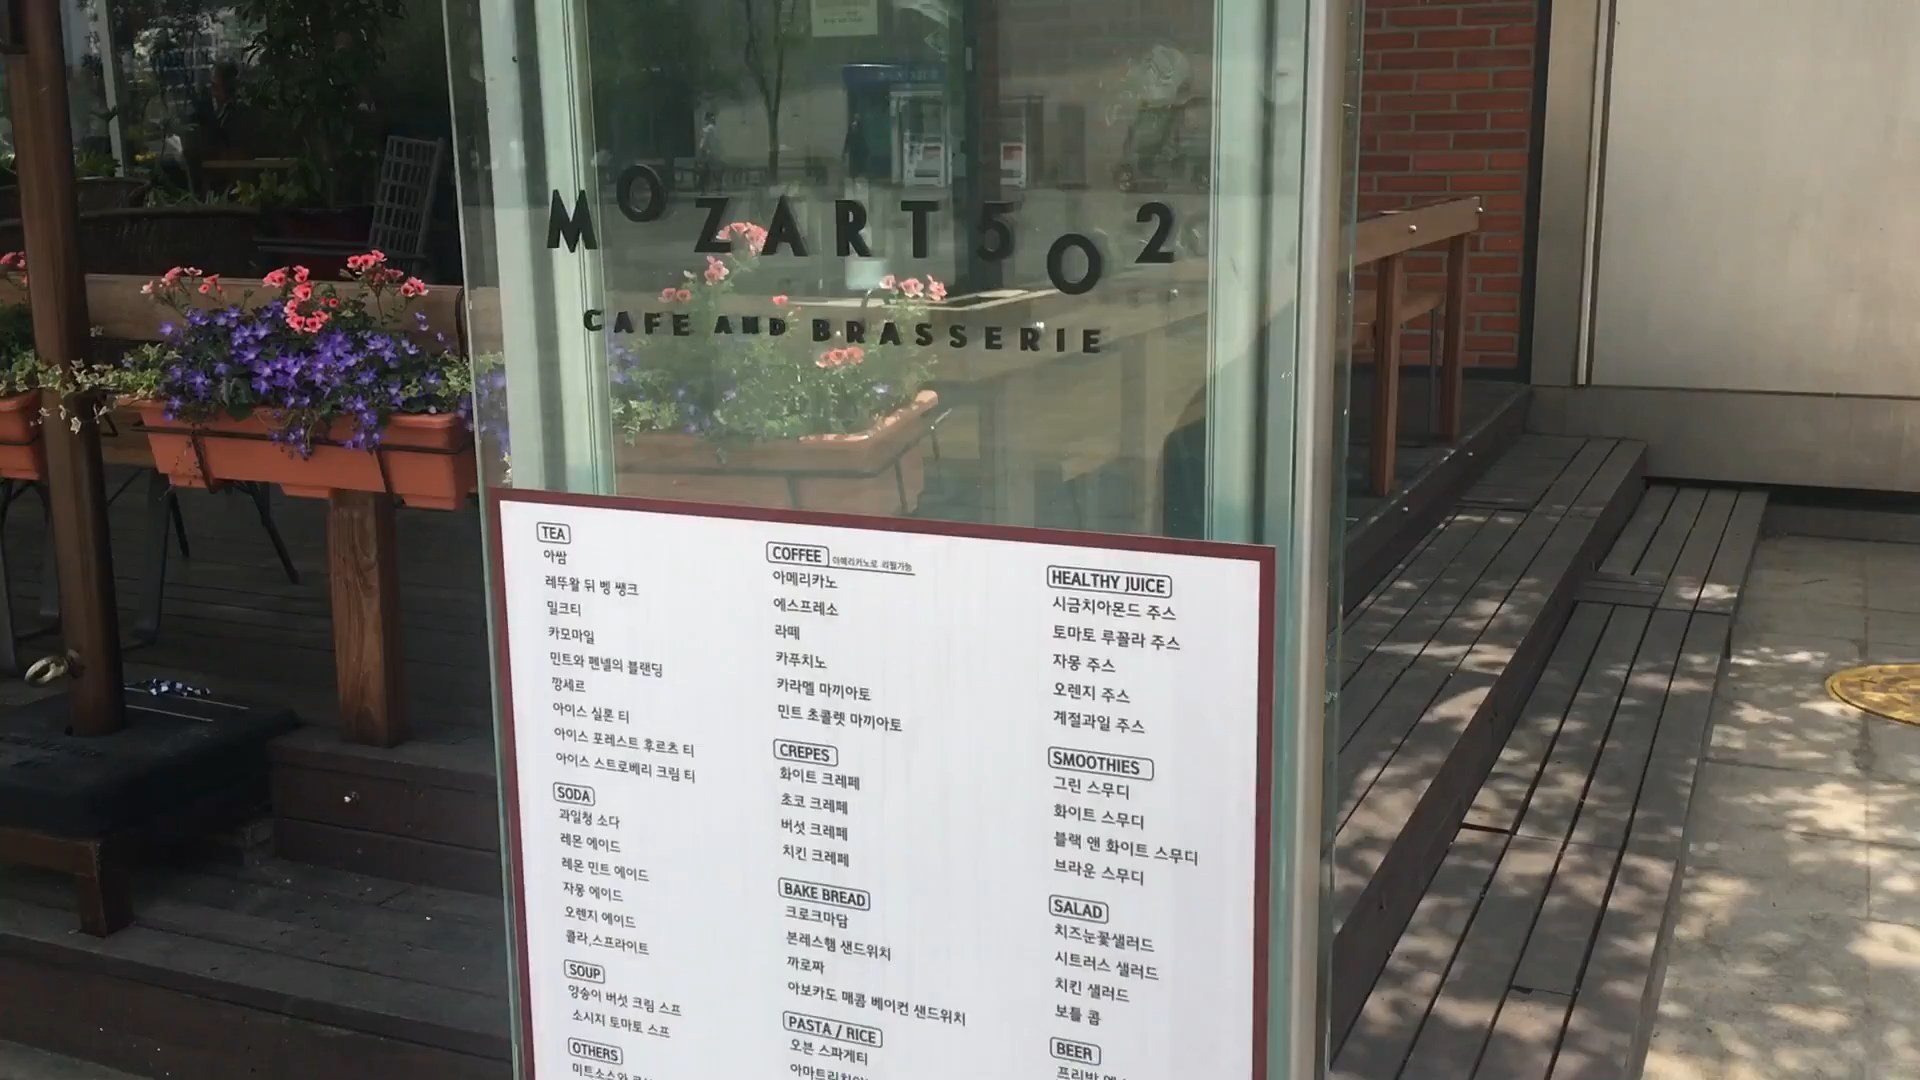 MOZART 502
CAFE AND BRASSERIE
TEA
아쌈
레뚜왈 뒤 벵 쌩크
밀크티
카모마일
민트와 펜넬의 블랜딩
깡세르
아이스 실론 티
아이스 포레스트 후르츠 티
아이스 스트로베리 크림 티
SODA
과일청 소다
레몬 에이드
레몬 민트 에이드
자몽 에이드
오렌지 에이드
콜라,스프라이트
SOUP
양송이 버섯 크림 스프
소시지 토마토 스프
OTHERS
COFFEE 아메리카노로 리필가능
아메리카노
에스프레소
라떼
카푸치노
카라멜 마끼아토
민트 초콜렛 마끼아토
CREPES
화이트 크레페
초코 크레페
버섯 크레페
치킨 크레페
BAKE BREAD
크로크마담
본레스햄 샌드위치
까로짜
아보카도 매콤 베이컨 샌드위치
PASTA / RICE
오븐 스파게티
HEALTHY JUICE
시금치아몬드 주스
토마토 루꼴라 주스
자몽 주스
오렌지 주스
계절과일 주스
SMOOTHIES
그린 스무디
화이트 스무디
블랙 앤 화이트 스무디
브라운 스무디
SALAD
치즈눈꽃샐러드
시트러스 샐러드
치킨 샐러드
보틀 콥
BEER